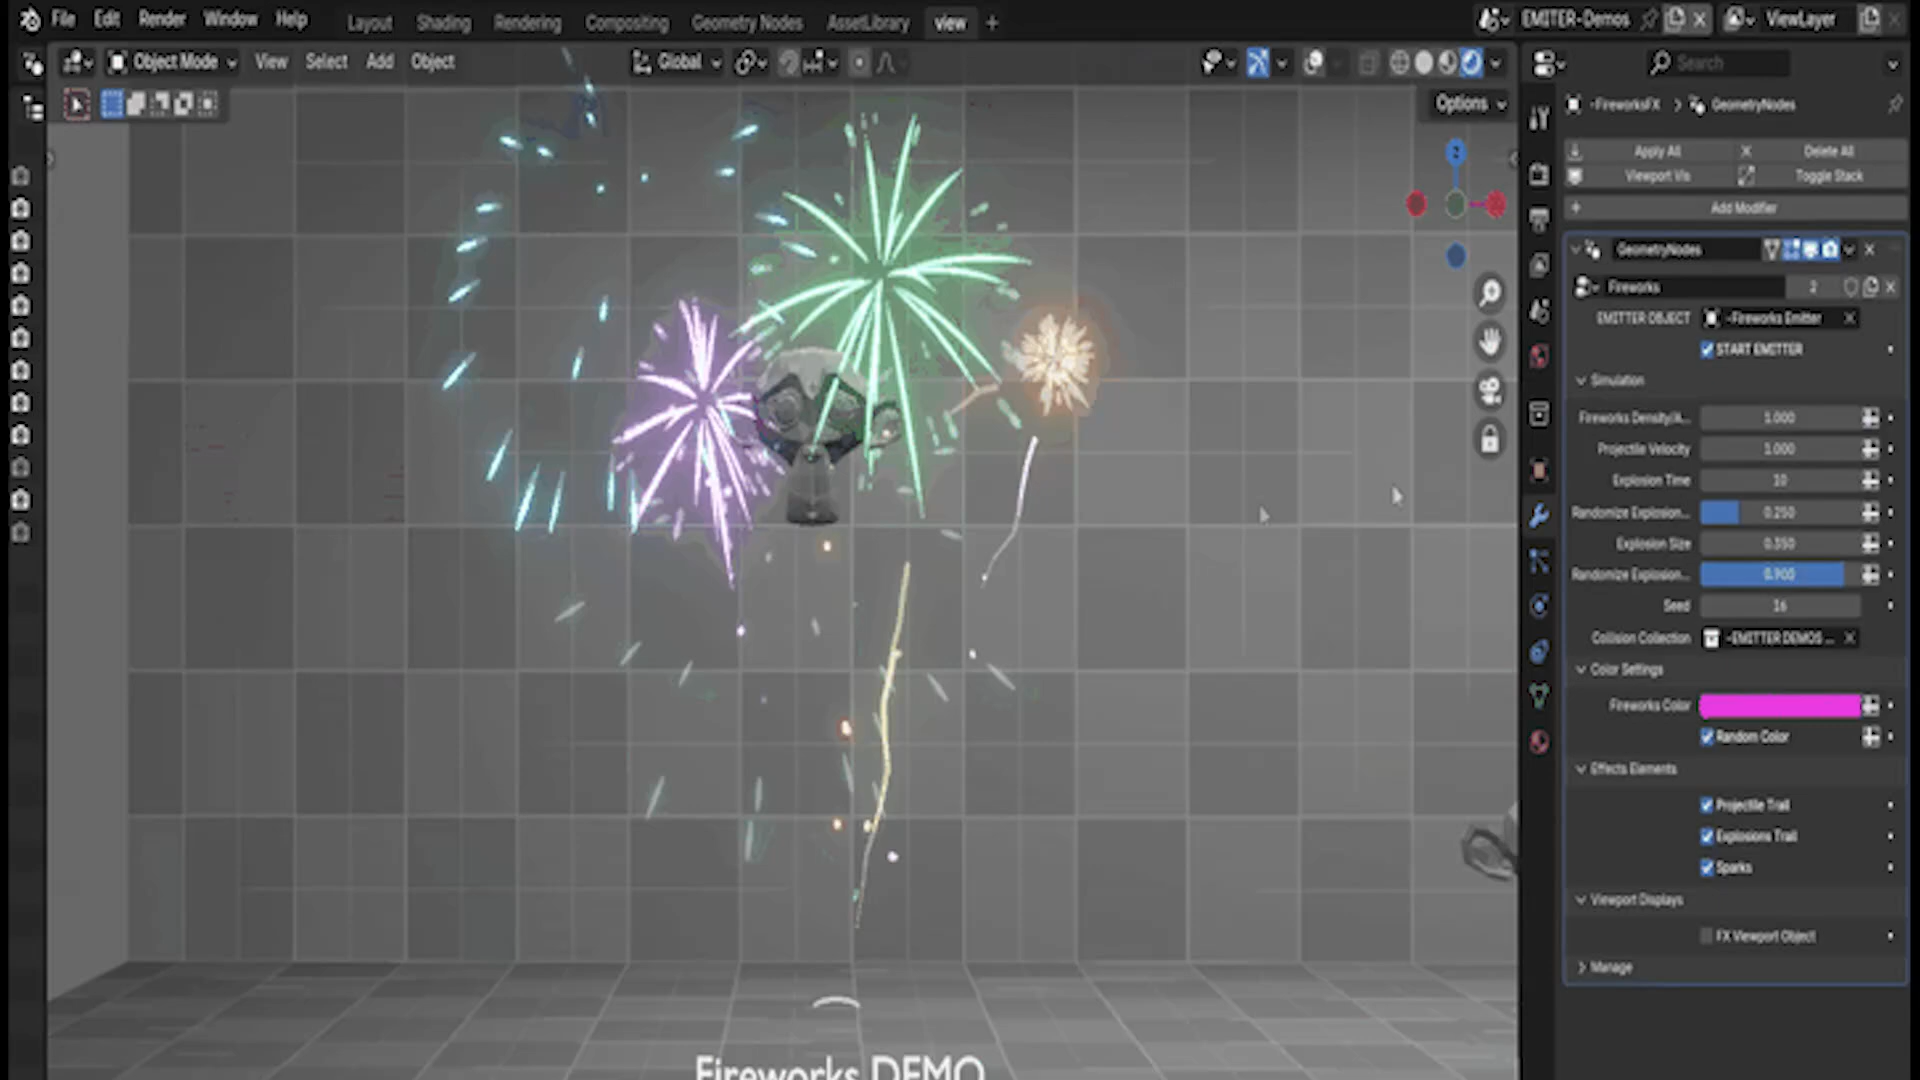 File Edit Render Window Help Layout Shading Rendering Compositing Geometry Nodes AssetLibrary view + EMITER-Demos ViewLayer
Object Mode View Select Add Object Global Search
Options
-FireworksFX > GeometryNodes
Apply All Delete All
Viewport Vis Toggle Stack
Add Modifier
GeometryNodes
Fireworks 2
EMITTER OBJECT -Fireworks Emitter
START EMITTER
Simulation
Fireworks Density/A... 1.000
Projectile Velocity 1.000
Explosion Time 10
Randomize Explosion... 0.250
Explosion Size 0.350
Randomize Explosion... 0.900
Seed 16
Collision Collection -EMITTER DEMOS ...
Color Settings
Fireworks Color
Random Color
Effects Elements
Projectile Trail
Explosions Trail
Sparks
Viewport Displays
FX Viewport Object
Manage
Fireworks DEMO